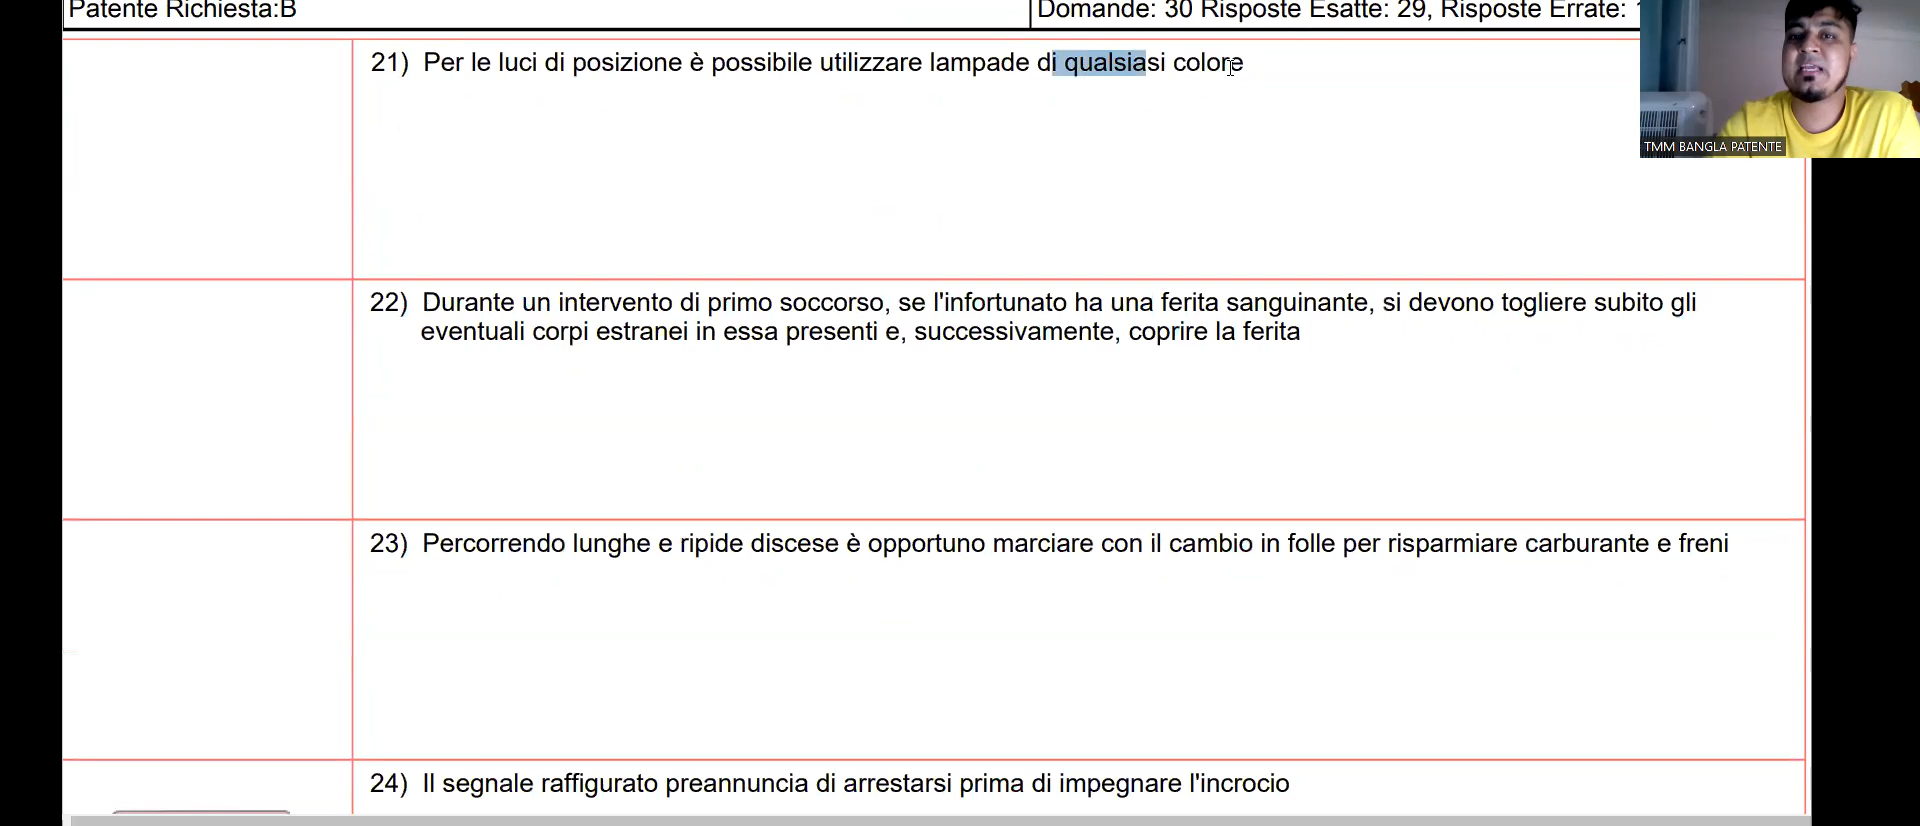 Patente Richiesta:B
Domande: 30 Risposte Esatte: 29, Risposte Errate:
TMM BANGLA PATENTE
21) Per le luci di posizione è possibile utilizzare lampade di qualsiasi colore
22) Durante un intervento di primo soccorso, se l'infortunato ha una ferita sanguinante, si devono togliere subito gli
eventuali corpi estranei in essa presenti e, successivamente, coprire la ferita
23) Percorrendo lunghe e ripide discese è opportuno marciare con il cambio in folle per risparmiare carburante e freni
24) Il segnale raffigurato preannuncia di arrestarsi prima di impegnare l'incrocio